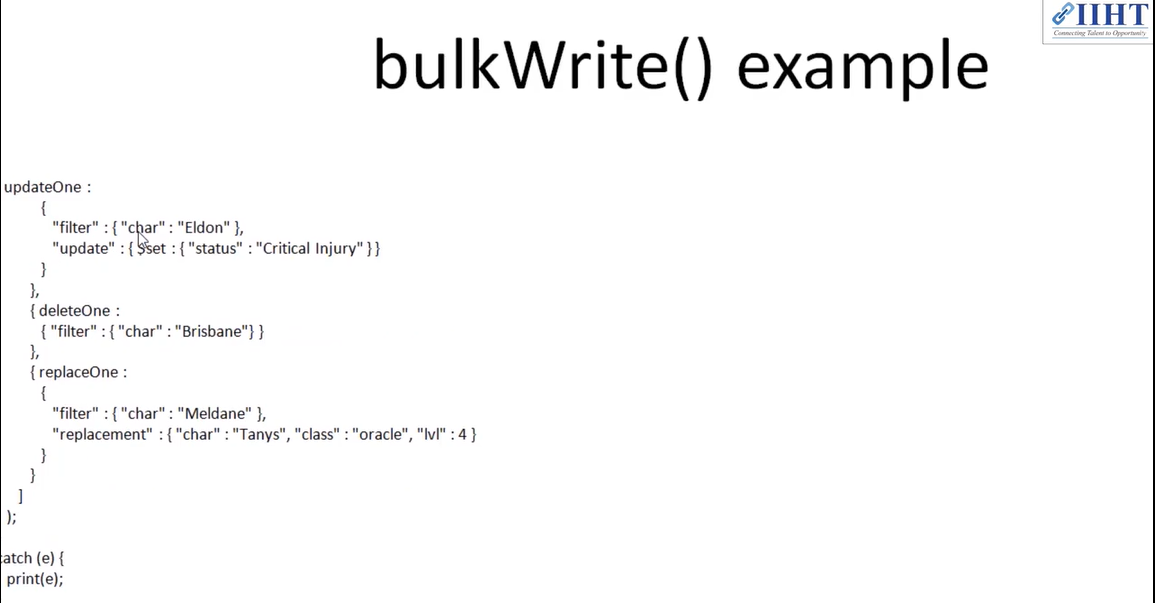 IIHT
Connecting Talent to Opportunity
bulkWrite() example
updateOne :
{
"filter" : { "char" : "Eldon" },
"update" : { $set : { "status" : "Critical Injury" } }
}
},
{ deleteOne :
{ "filter" : { "char" : "Brisbane"} }
},
{ replaceOne :
{
"filter" : { "char" : "Meldane" },
"replacement" : { "char" : "Tanys", "class" : "oracle", "lvl" : 4 }
}
}
]
);
catch (e) {
print(e);